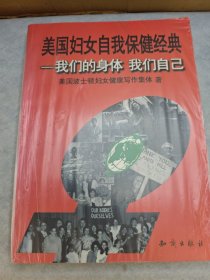 美国妇女自我保健经典
—我们的身体 我们自己
美国波士顿妇女健康写作集体 著
OUR BODIES
OURSELVES
知识出版社